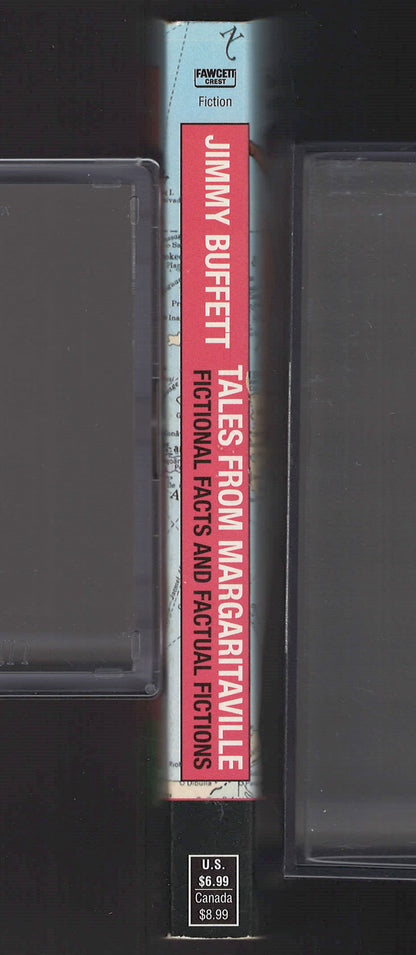 N
FAWCETT
CREST
Fiction
JIMMY BUFFETT
TALES FROM MARGARITAVILLE
FICTIONAL FACTS AND FACTUAL FICTIONS
U.S.
$6.99
Canada
$8.99